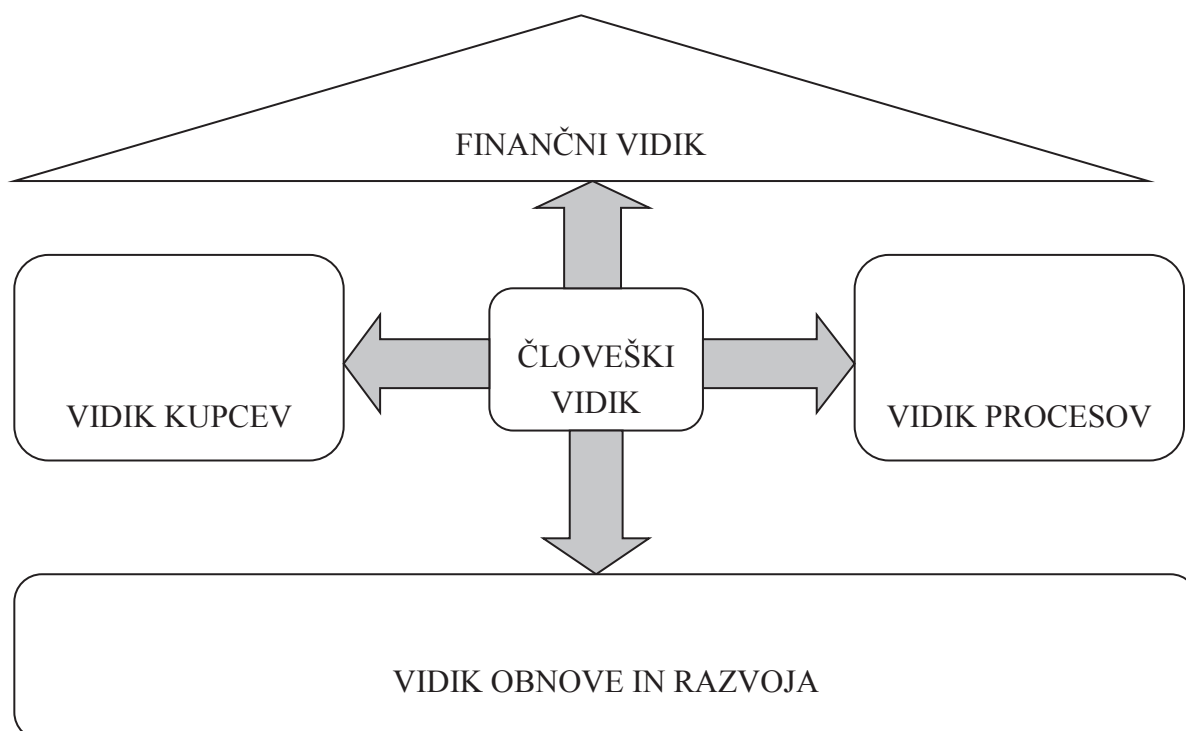 FINANČNI VIDIK
ČLOVEŠKI
VIDIK
VIDIK KUPCEV
VIDIK PROCESOV
VIDIK OBNOVE IN RAZVOJA